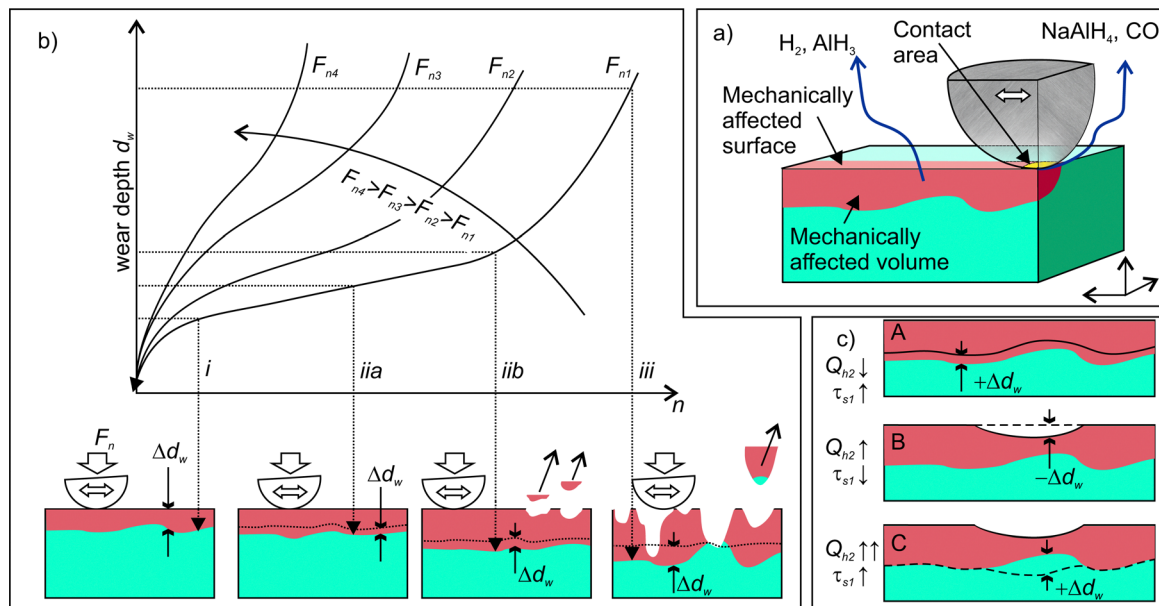 b)
wear depth d_w
F_n4
F_n3
F_n2
F_n1
F_n4>F_n3>F_n2>F_n1
i
iia
iib
iii
n
F_n
Δd_w
Δd_w
Δd_w
Δd_w
a)
H₂, AlH₃
Contact
area
NaAlH₄, CO
Mechanically
affected
surface
Mechanically
affected volume
c)
A
Q_h2 ↓
τ_s1 ↑
+Δd_w
B
Q_h2 ↑
τ_s1 ↓
−Δd_w
C
Q_h2 ↑↑
τ_s1 ↑
+Δd_w